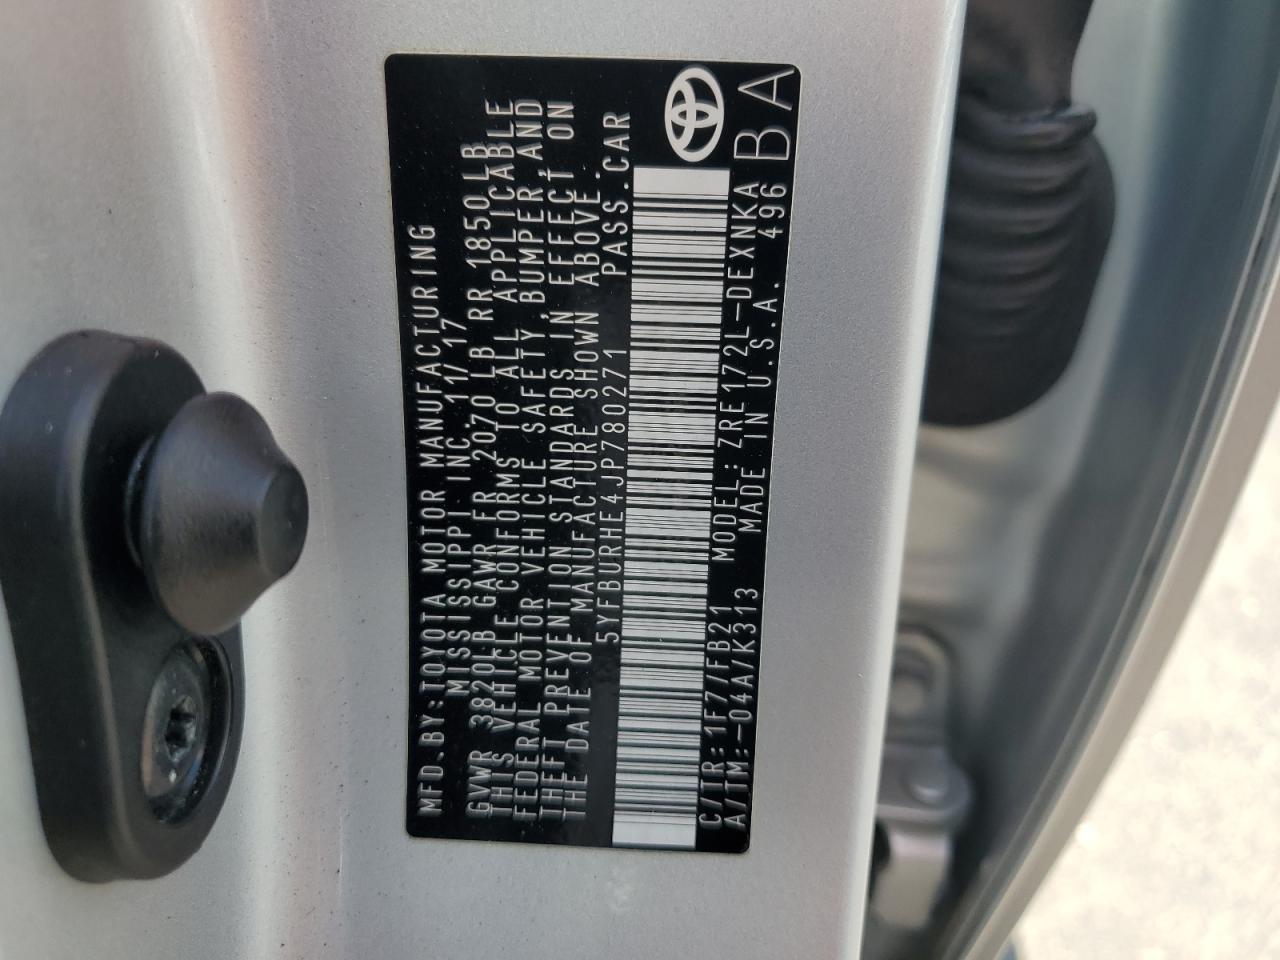 MFD.BY:TOYOTA MOTOR MANUFACTURING
MISSISSIPPI INC. 11/17
GVWR 3820LB GAWR FR 2070LB RR 1850LB
THIS VEHICLE CONFORMS TO ALL APPLICABLE
FEDERAL MOTOR VEHICLE SAFETY,BUMPER,AND
THEFT PREVENTION STANDARDS IN EFFECT ON
THE DATE OF MANUFACTURE SHOWN ABOVE.
5YFBURHE4JP780271 PASS.CAR
C/TR:1F7/FB21 MODEL:ZRE172L-DEXNKA
A/TM:-04A/K313 MADE IN U.S.A. 496
BA